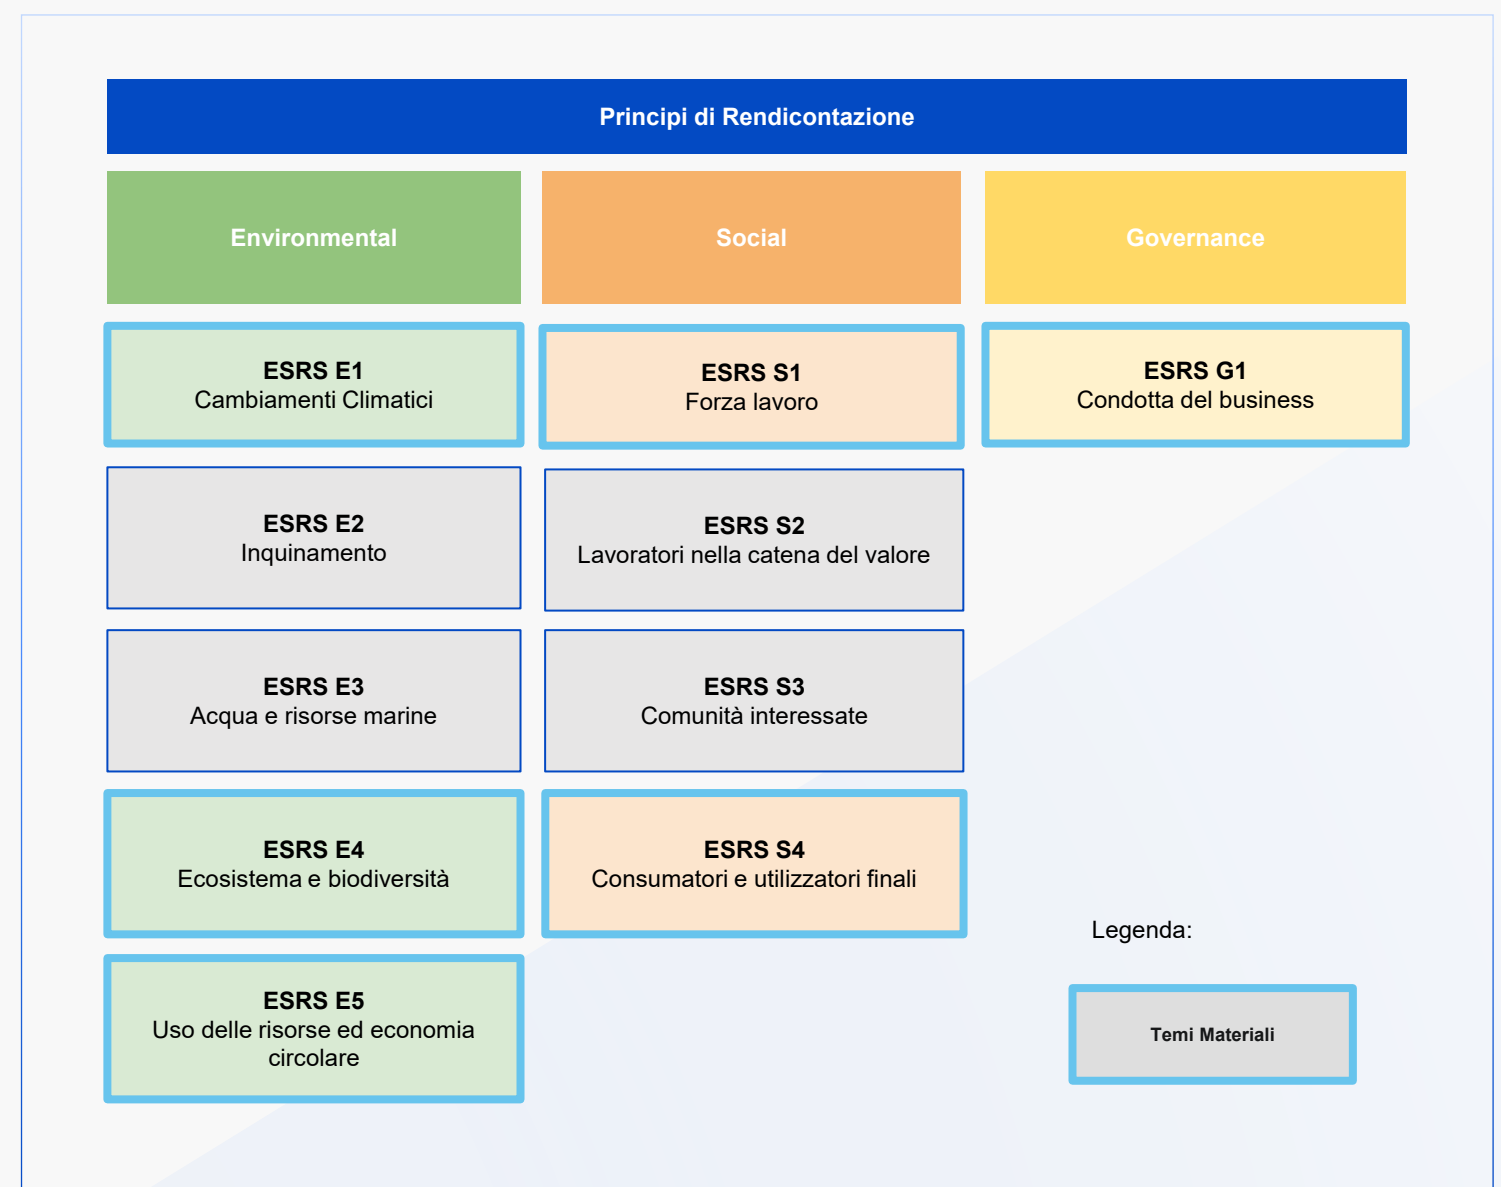 Principi di Rendicontazione
Environmental
Social
Governance
ESRS E1
Cambiamenti Climatici
ESRS S1
Forza lavoro
ESRS G1
Condotta del business
ESRS E2
Inquinamento
ESRS S2
Lavoratori nella catena del valore
ESRS E3
Acqua e risorse marine
ESRS S3
Comunità interessate
ESRS E4
Ecosistema e biodiversità
ESRS S4
Consumatori e utilizzatori finali
ESRS E5
Uso delle risorse ed economia
circolare
Legenda:
Temi Materiali